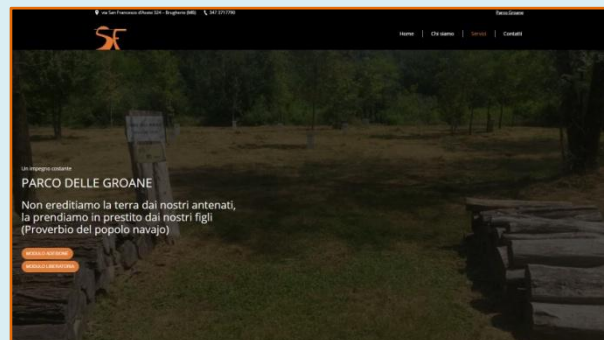 via San Francesco d'Assisi 52A - Brugherio (MB) 347 3717795
Parco Groane
SF
Home
Chi siamo
Servizi
Contatti
Un impegno costante
PARCO DELLE GROANE
Non ereditiamo la terra dai nostri antenati,
la prendiamo in prestito dai nostri figli
(Proverbio del popolo navajo)
MODULO ADESIONE
MODULO LIBERATORIA